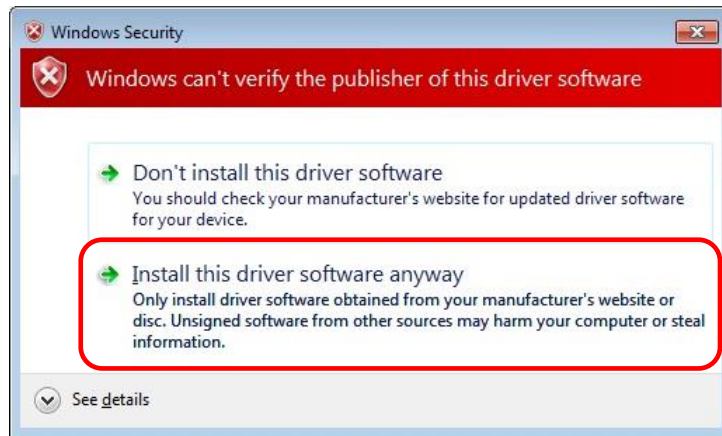 Windows Security
Windows can't verify the publisher of this driver software
Don't install this driver software
You should check your manufacturer's website for updated driver software
for your device.
Install this driver software anyway
Only install driver software obtained from your manufacturer's website or
disc. Unsigned software from other sources may harm your computer or steal
information.
See details